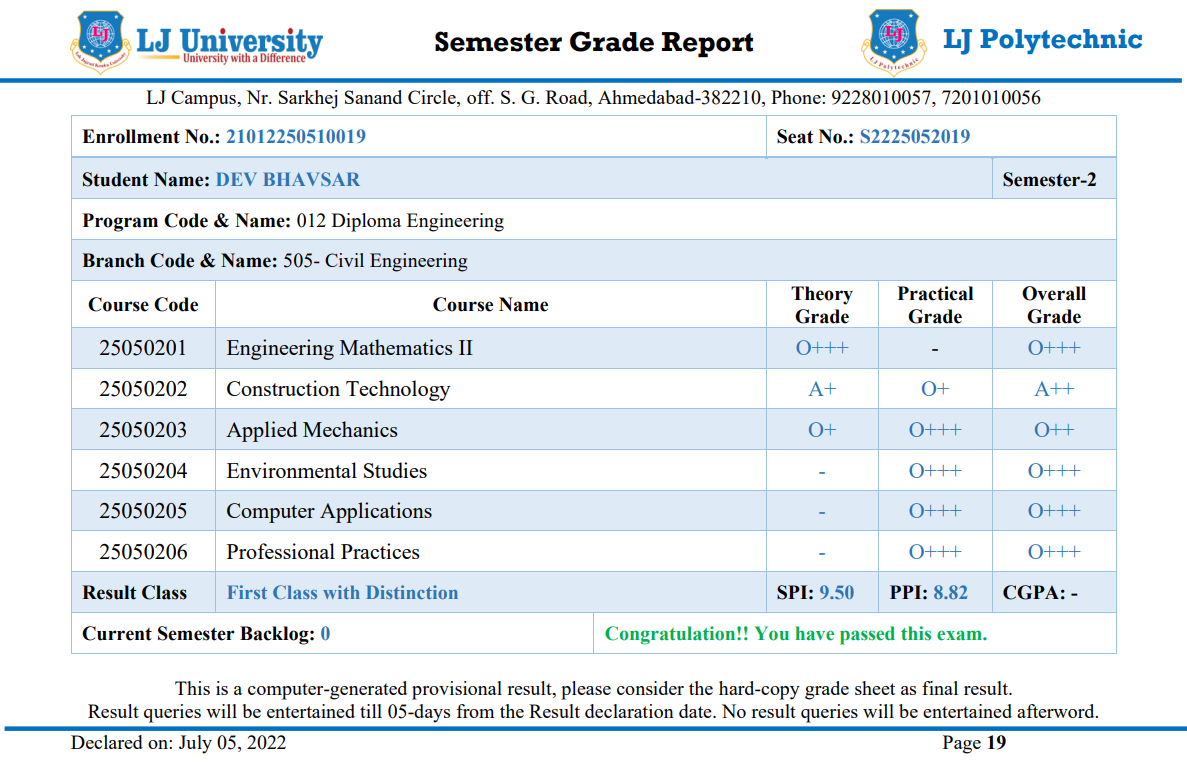 LJ University
University with a Difference
Semester Grade Report
LJ Polytechnic
LJ Campus, Nr. Sarkhej Sanand Circle, off. S. G. Road, Ahmedabad-382210, Phone: 9228010057, 7201010056
Enrollment No.: 21012250510019 Seat No.: S2225052019
Student Name: DEV BHAVSAR Semester-2
Program Code & Name: 012 Diploma Engineering
Branch Code & Name: 505- Civil Engineering
Course Code Course Name Theory Grade Practical Grade Overall Grade
25050201 Engineering Mathematics II O+++ - O+++
25050202 Construction Technology A+ O+ A++
25050203 Applied Mechanics O+ O+++ O++
25050204 Environmental Studies - O+++ O+++
25050205 Computer Applications - O+++ O+++
25050206 Professional Practices - O+++ O+++
Result Class First Class with Distinction SPI: 9.50 PPI: 8.82 CGPA: -
Current Semester Backlog: 0 Congratulation!! You have passed this exam.
This is a computer-generated provisional result, please consider the hard-copy grade sheet as final result.
Result queries will be entertained till 05-days from the Result declaration date. No result queries will be entertained afterword.
Declared on: July 05, 2022 Page 19